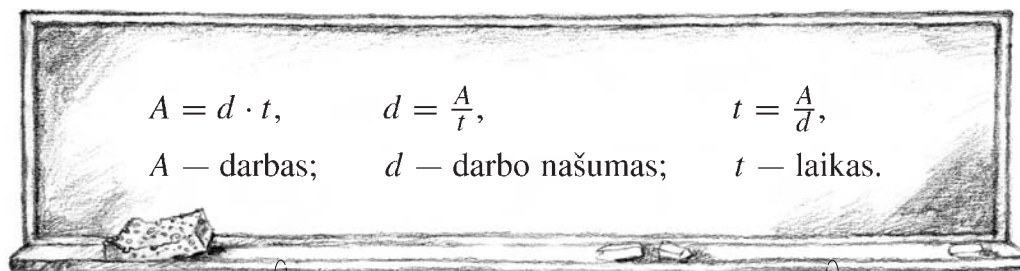 A = d · t, d = A/t, t = A/d,
A — darbas; d — darbo našumas; t — laikas.